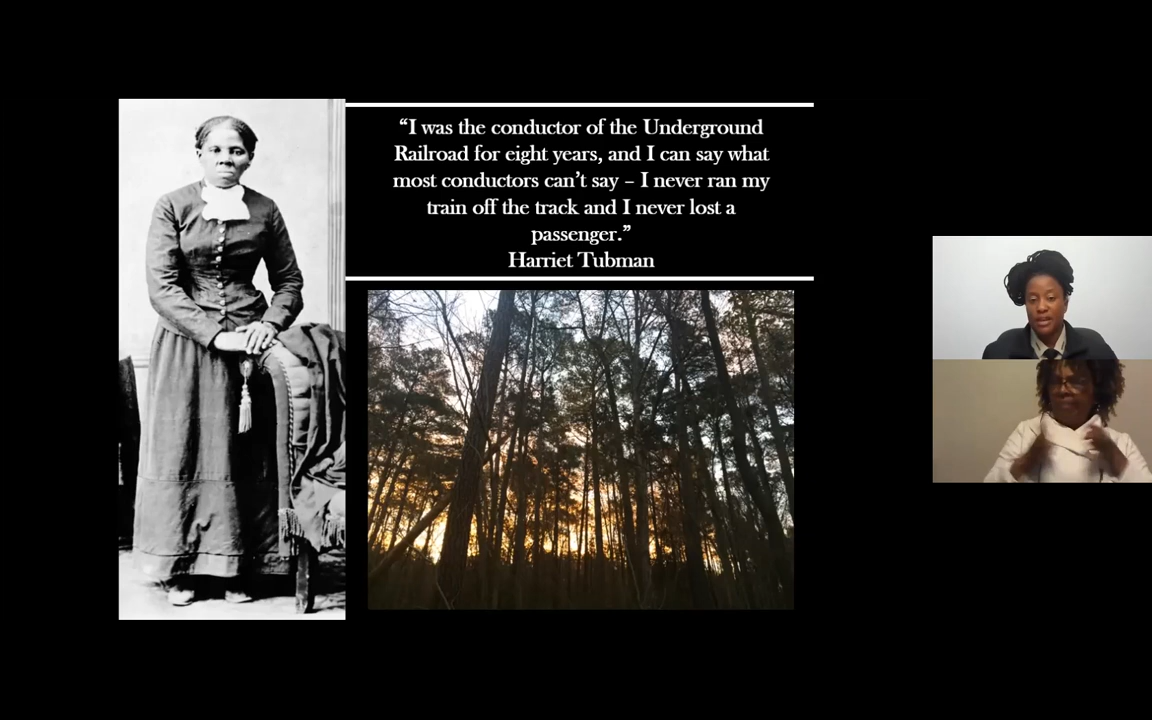 “I was the conductor of the Underground
Railroad for eight years, and I can say what
most conductors can’t say – I never ran my
train off the track and I never lost a
passenger.”
Harriet Tubman